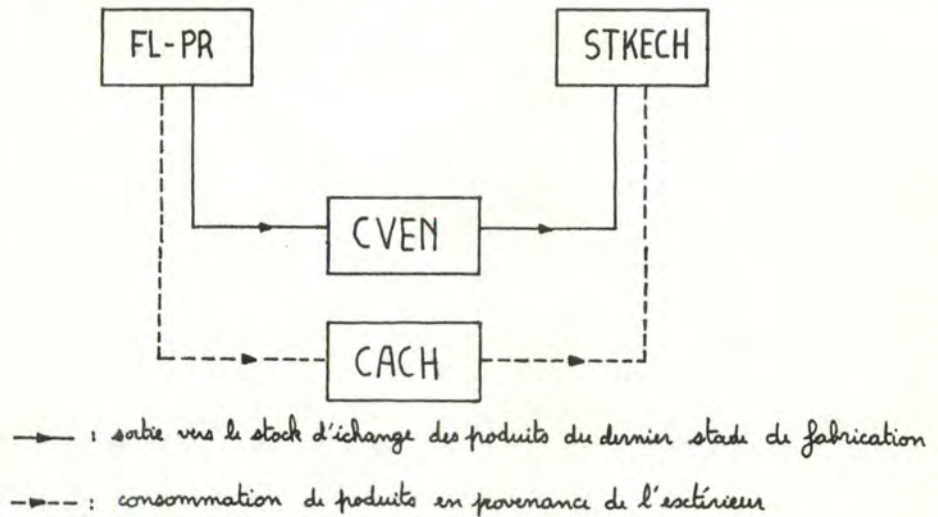 FL-PR
STKECH
CVEN
CACH
: sortie vers le stock d'échange des produits du dernier stade de fabrication
: consommation de produits en provenance de l'extérieur